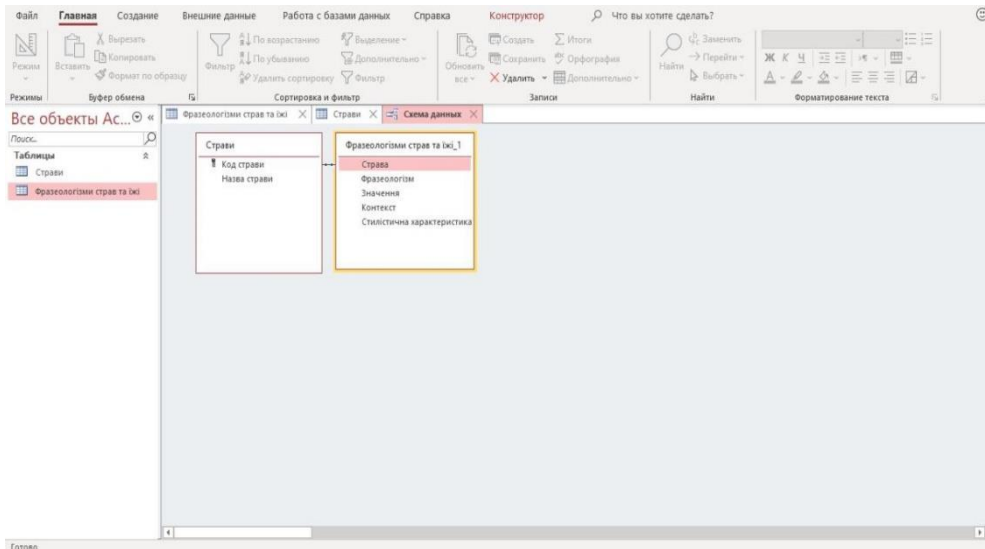 Файл Главная Создание Внешние данные Работа с базами данных Справка Конструктор Что вы хотите сделать?
Режим
Вставить
Вырезать
Копировать
Формат по образцу
Фильтр
По возрастанию
По убыванию
Удалить сортировку
Выделение
Дополнительно
Фильтр
Обновить все
Создать
Сохранить
Удалить
Итоги
Орфография
Дополнительно
Найти
Заменить
Перейти
Выбрать
Ж К Ч
Режимы Буфер обмена Сортировка и фильтр Записи Найти Форматирование текста
Все объекты Ac...
Поиск...
Таблицы
Страви
Фразеологізми страв та їжі
Фразеологізми страв та їжі Страви Схема данных
Страви
Код страви
Назва страви
Фразеологізми страв та їжі_1
Страва
Фразеологізм
Значення
Контекст
Стилістична характеристика
Готово